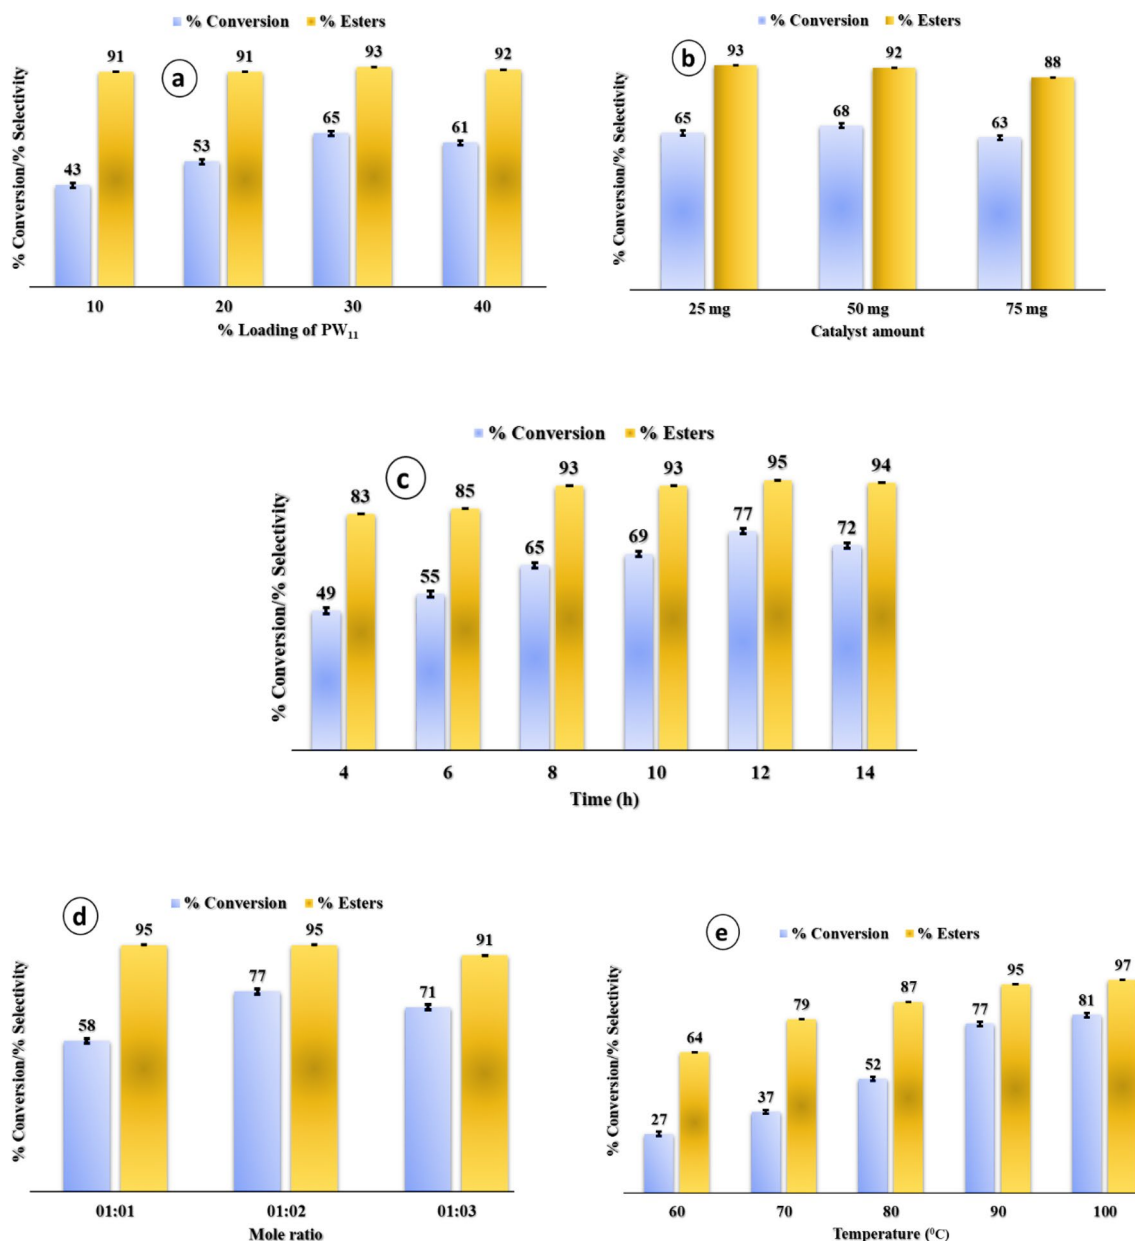 % Conversion % Esters
a
% Conversion/% Selectivity
43 91 53 91 65 93 61 92
10 20 30 40
% Loading of PW₁₁
% Conversion % Esters
b
% Conversion/% Selectivity
65 93 68 92 63 88
25 mg 50 mg 75 mg
Catalyst amount
% Conversion % Esters
c
% Conversion/% Selectivity
49 83 55 85 65 93 69 93 77 95 72 94
4 6 8 10 12 14
Time (h)
% Conversion % Esters
d
% Conversion/% Selectivity
58 95 77 95 71 91
01:01 01:02 01:03
Mole ratio
% Conversion % Esters
e
% Conversion/% Selectivity
27 64 37 79 52 87 77 95 81 97
60 70 80 90 100
Temperature (⁰C)